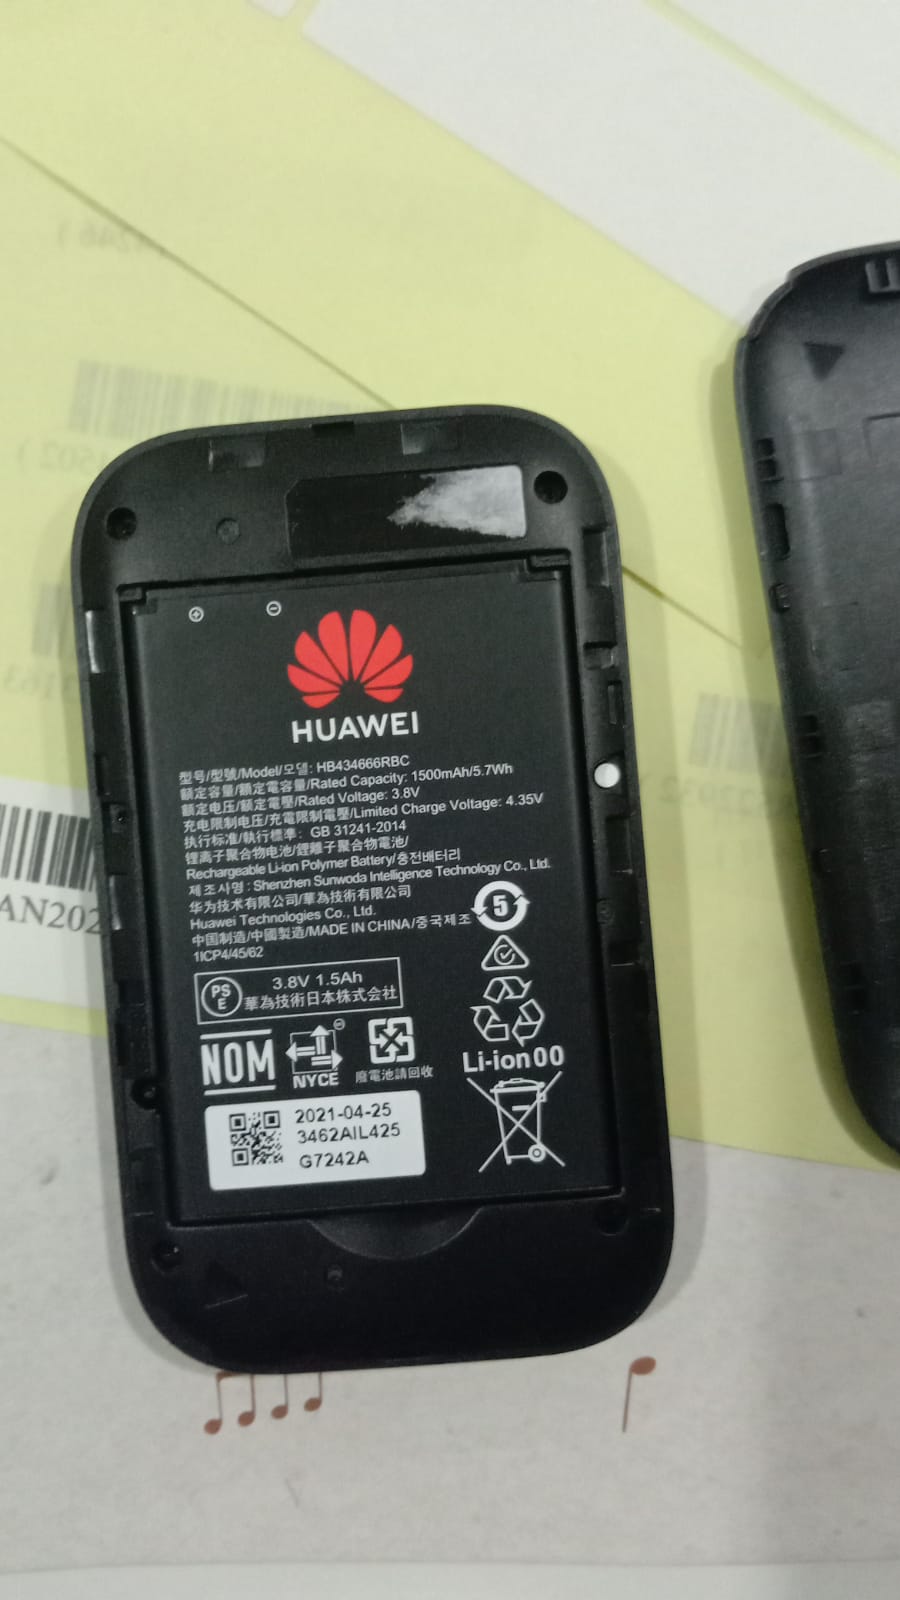 HUAWEI
型号/型號/Model/모델: HB434666RBC
额定容量/額定電容量/Rated Capacity: 1500mAh/5.7Wh
额定电压/額定電壓/Rated Voltage: 3.8V
充电限制电压/充電限制電壓/Limited Charge Voltage: 4.35V
执行标准/執行標準: GB 31241-2014
锂离子聚合物电池/鋰離子聚合物電池/
Rechargeable Li-ion Polymer Battery/충전배터리
제조사명: Shenzhen Sunwoda Intelligence Technology Co., Ltd.
华为技术有限公司/華為技術有限公司
Huawei Technologies Co., Ltd.
中国制造/中國製造/MADE IN CHINA/중국제조
1ICP4/45/62
5
PS E
3.8V 1.5Ah
華為技術日本株式会社
NOM
NYCE
廢電池請回收
Li-ion 00
2021-04-25
3462AIL425
G7242A
AN202